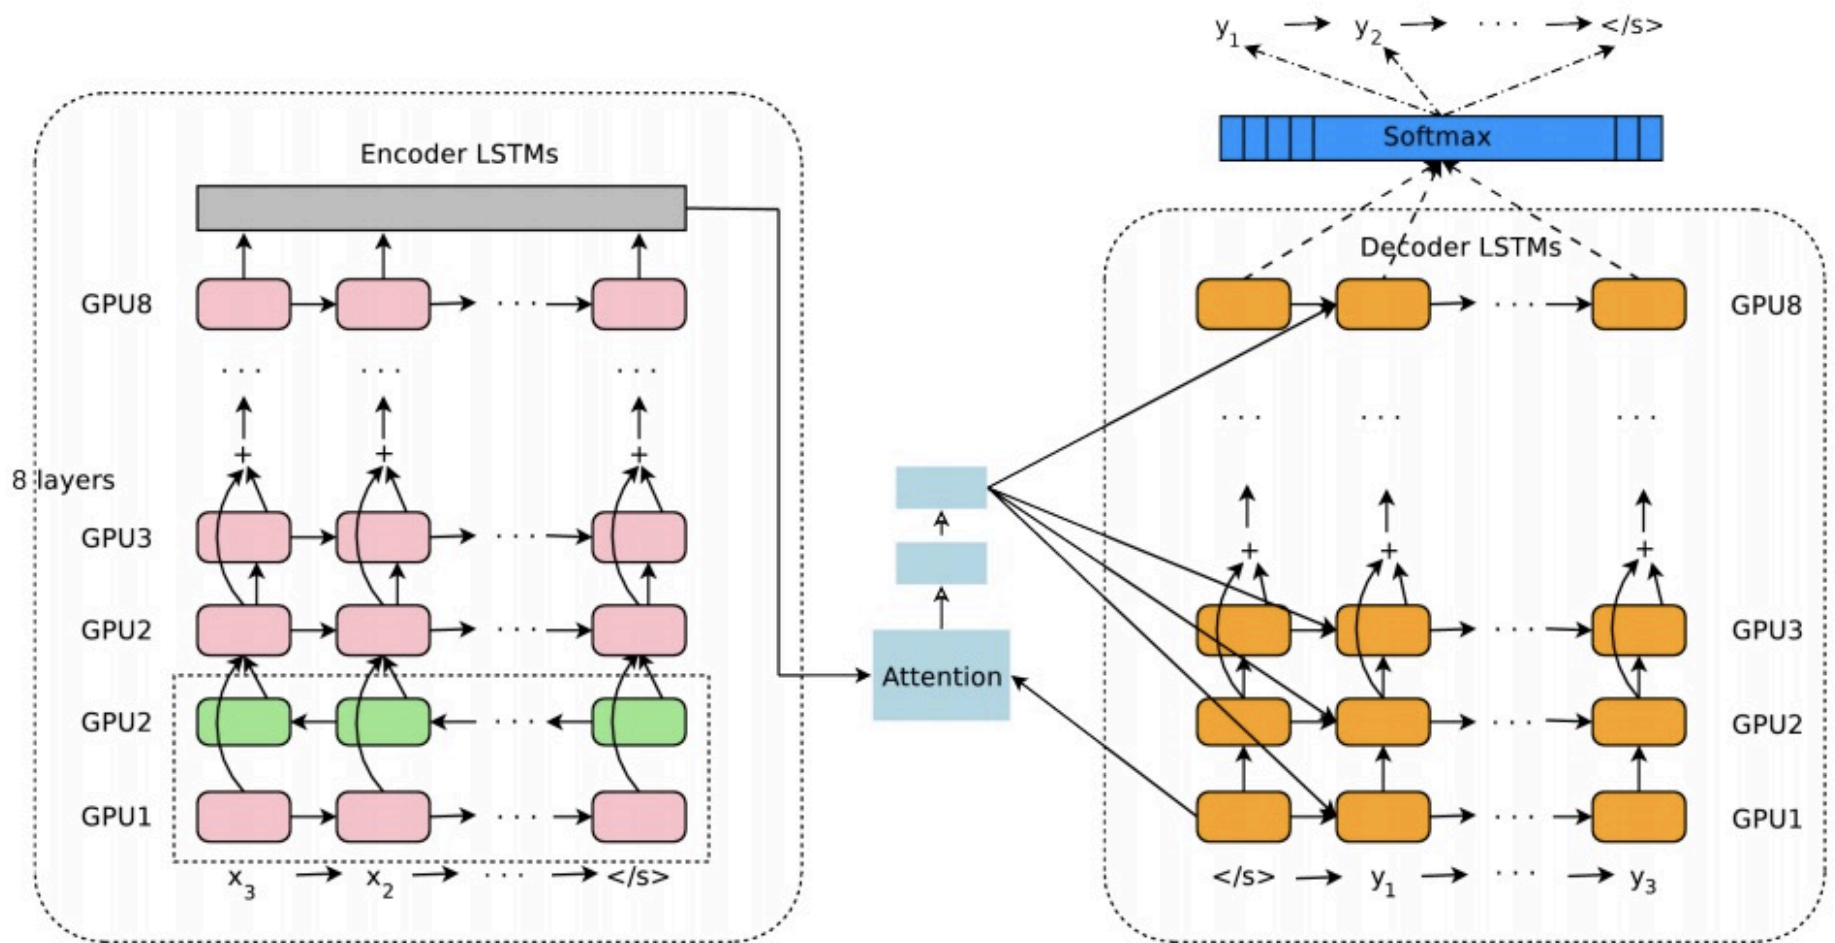 y1 → y2 → ··· → </s>
Softmax
Encoder LSTMs
Decoder LSTMs
GPU8
GPU8
··· ··· ···
··· ··· ···
+ + +
8 layers
GPU3
+ + +
GPU2
GPU3
Attention
GPU2
GPU2
GPU1
GPU1
x3 → x2 → ··· → </s>
</s> → y1 → ··· → y3